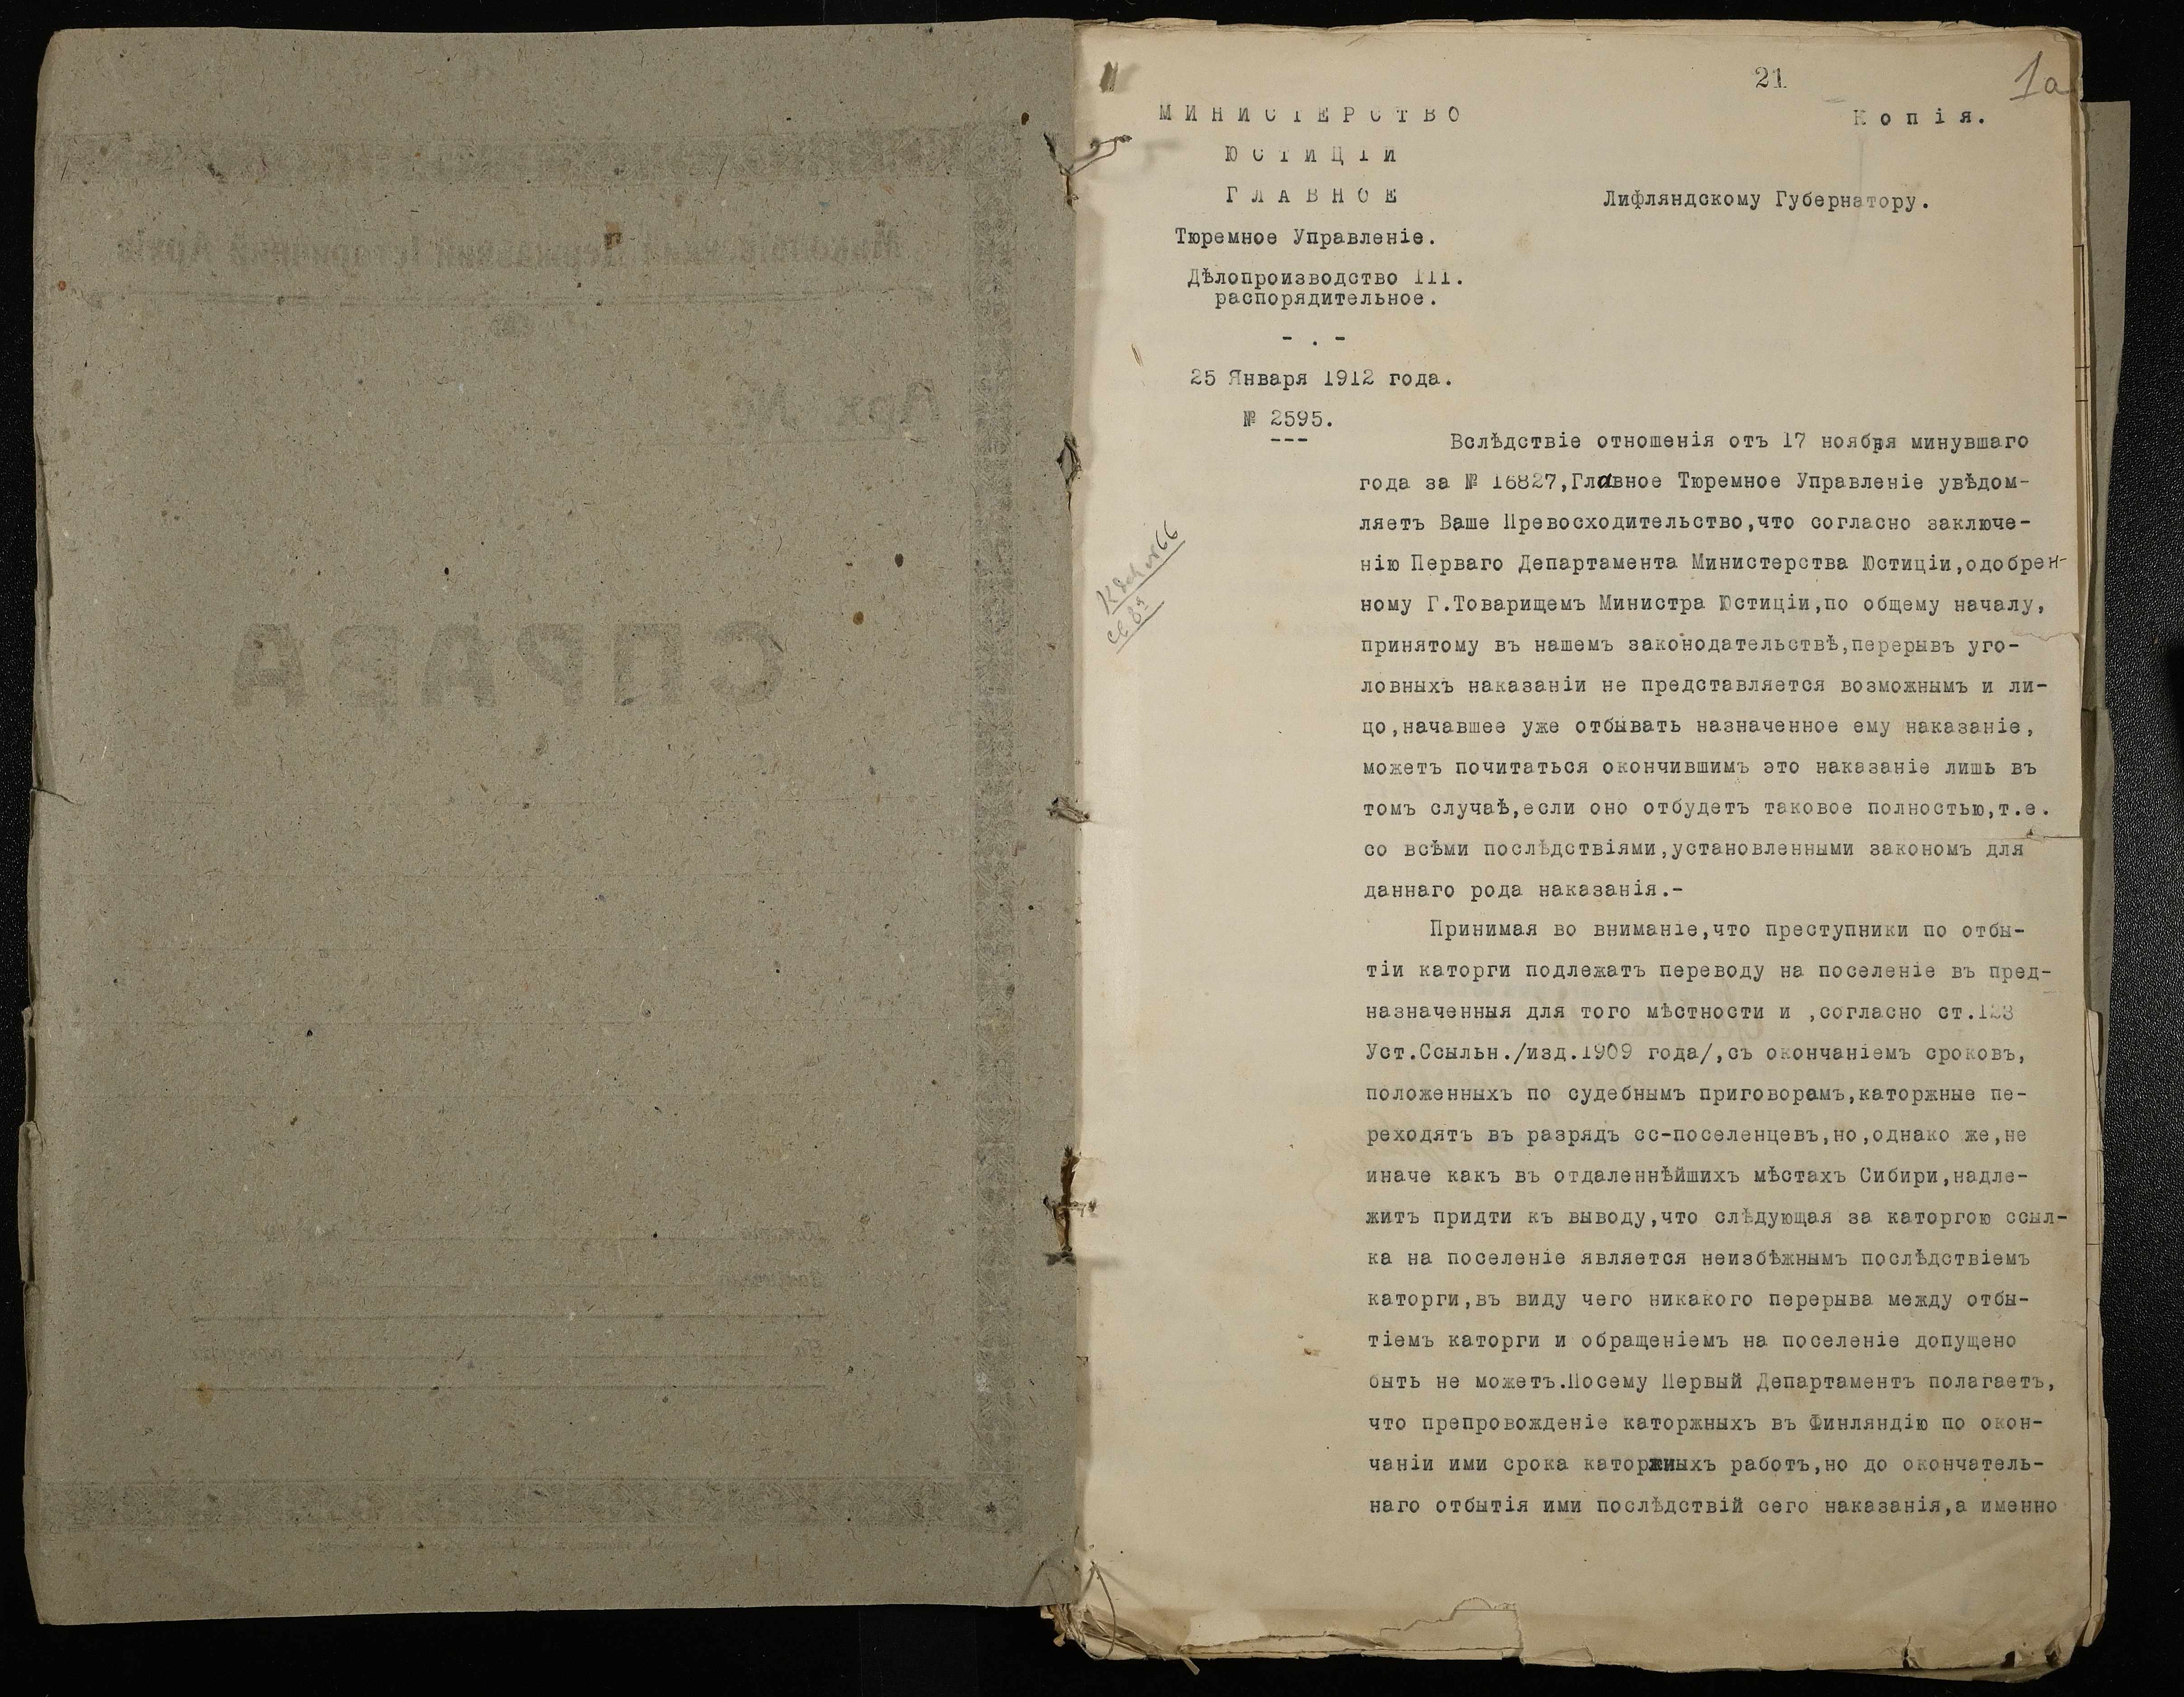 21
1а
МИНИСТЕРСТВО
Копія.
ЮСТИЦІИ
ГЛАВНОЕ
Лифляндскому Губернатору.
Тюремное Управленіе.
Дѣлопроизводство III.
распорядительное.
- . -
25 Января 1912 года.
№ 2595.
---
Вслѣдствіе отношенія отъ 17 ноября минувшаго
года за № 16827,Главное Тюремное Управленіе увѣдом-
ляетъ Ваше Превосходительство,что согласно заключе-
нію Перваго Департамента Министерства Юстиціи,одобрен-
ному Г.Товарищемъ Министра Юстиціи,по общему началу,
принятому въ нашемъ законодательствѣ,перерывъ уго-
ловныхъ наказаніи не представляется возможнымъ и ли-
цо,начавшее уже отбывать назначенное ему наказаніе,
можетъ почитаться окончившимъ это наказаніе лишь въ
томъ случаѣ,если оно отбудетъ таковое полностью,т.е.
со всѣми послѣдствіями,установленными закономъ для
даннаго рода наказанія.-
Принимая во вниманіе,что преступники по отбы-
тіи каторги подлежатъ переводу на поселеніе въ пред-
назначенныя для того мѣстности и ,согласно ст.123
Уст.Ссыльн./изд.1909 года/,съ окончаніемъ сроковъ,
положенныхъ по судебнымъ приговорамъ,каторжные пе-
реходятъ въ разрядъ сс-поселенцевъ,но,однако же,не
иначе какъ въ отдаленнѣйшихъ мѣстахъ Сибири,надле-
житъ придти къ выводу,что слѣдующая за каторгою ссыл-
ка на поселеніе является неизбѣжнымъ послѣдствіемъ
каторги,въ виду чего никакого перерыва между отбы-
тіемъ каторги и обращеніемъ на поселеніе допущено
быть не можетъ.Посему Первый Департаментъ полагаетъ,
что препровожденіе каторжныхъ въ Финляндію по окон-
чаніи ими срока каторжныхъ работъ,но до окончатель-
наго отбытія ими послѣдствій сего наказанія,а именно
СПРАВА